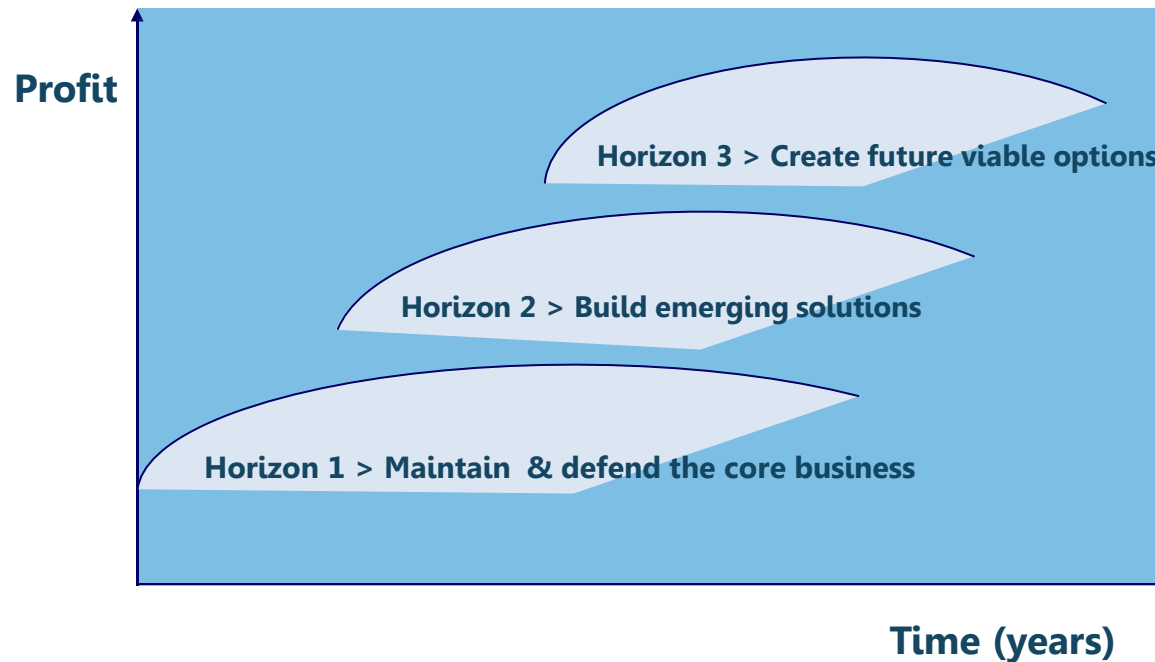 Profit
Horizon 3 > Create future viable options
Horizon 2 > Build emerging solutions
Horizon 1 > Maintain  & defend the core business
Time (years)